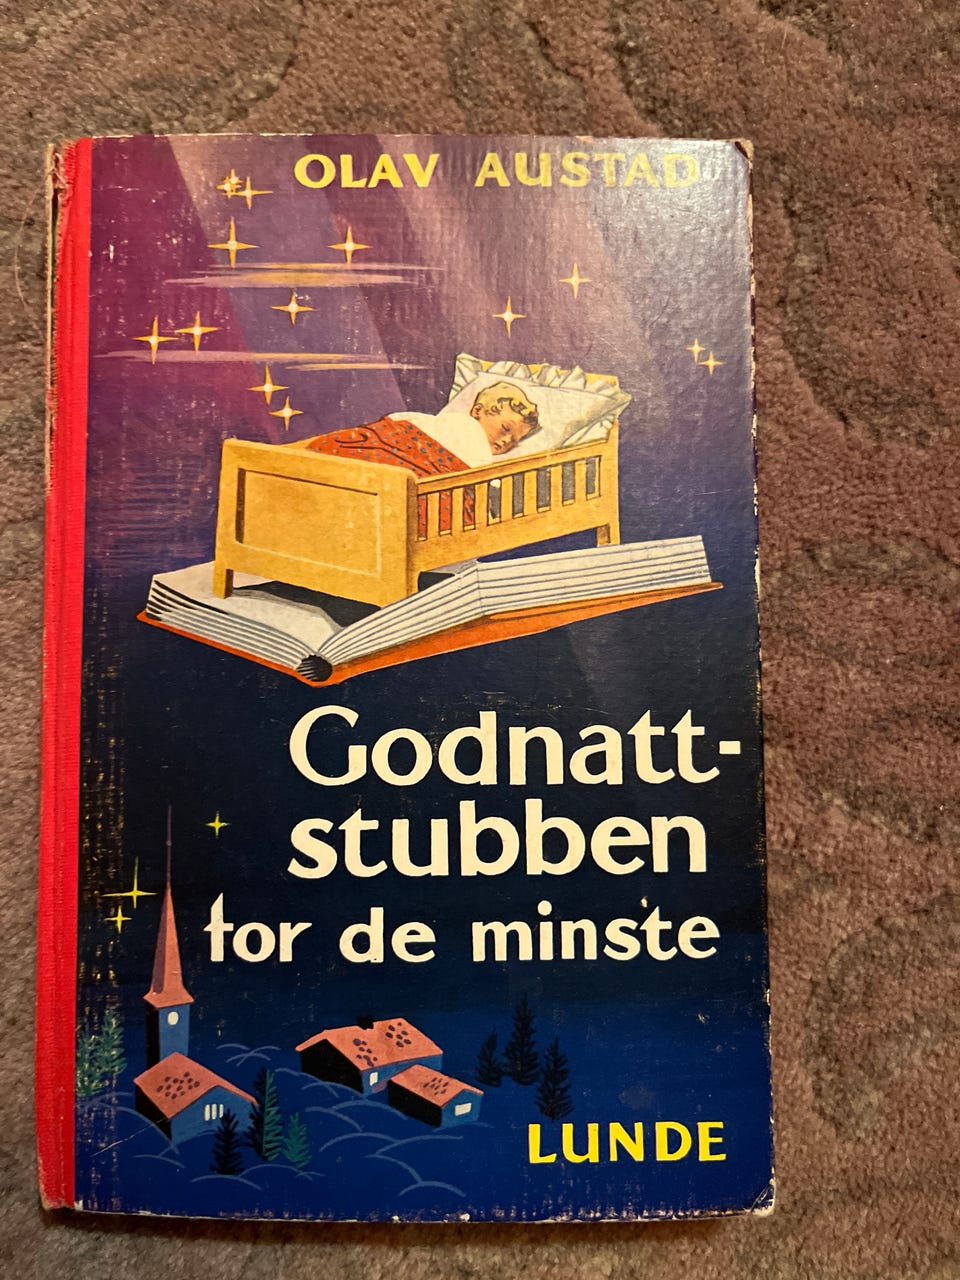 OLAV AUSTAD
Godnatt-
stubben
for de minste
LUNDE